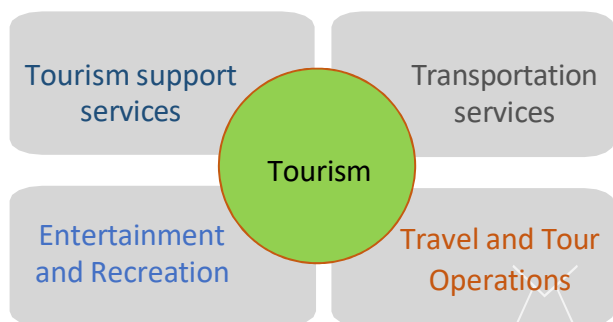 Tourism support
services
Transportation
services
Tourism
Entertainment
and Recreation
Travel and Tour
Operations